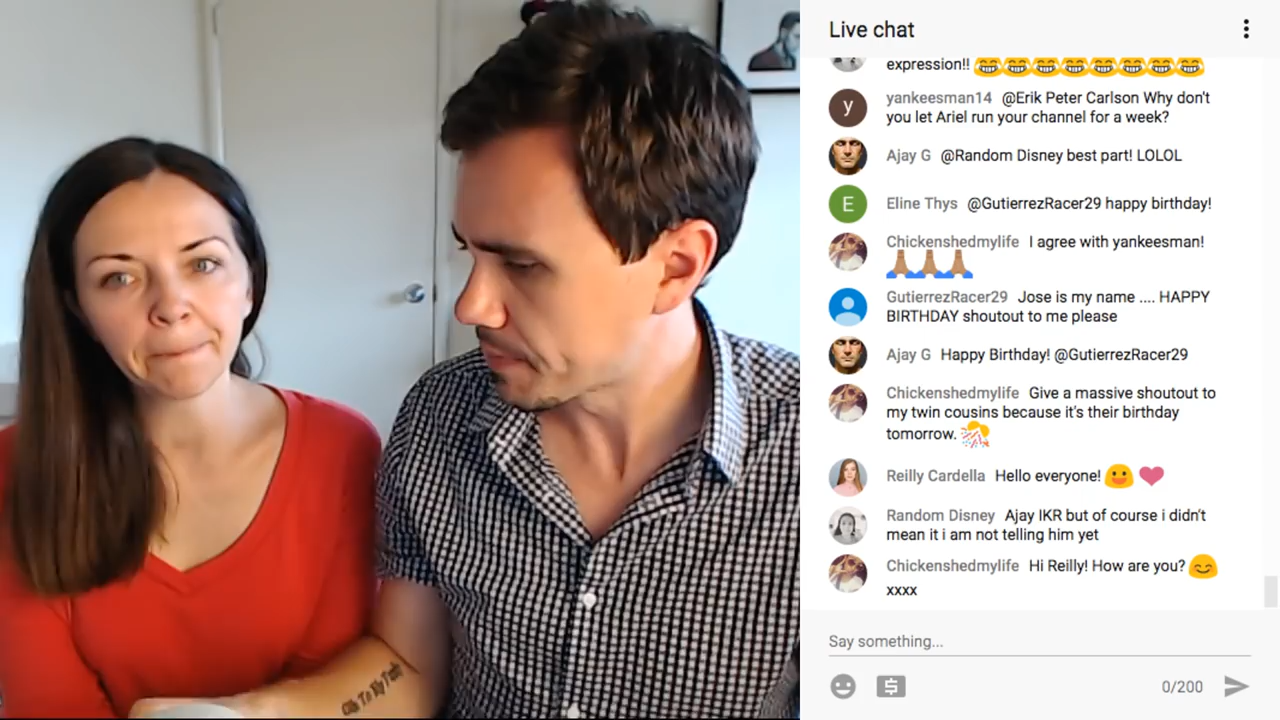 Live chat
expression!! 😂😂😂😂😂😂😂😂
y
yankeesman14 @Erik Peter Carlson Why don't
you let Ariel run your channel for a week?
Ajay G @Random Disney best part! LOLOL
E
Eline Thys @GutierrezRacer29 happy birthday!
Chickenshedmylife I agree with yankeesman!
🙏🏽🙏🏽🙏🏽
GutierrezRacer29 Jose is my name .... HAPPY
BIRTHDAY shoutout to me please
Ajay G Happy Birthday! @GutierrezRacer29
Chickenshedmylife Give a massive shoutout to
my twin cousins because it's their birthday
tomorrow. 🎊
Reilly Cardella Hello everyone! 😃 ❤
Random Disney Ajay IKR but of course i didn't
mean it i am not telling him yet
Chickenshedmylife Hi Reilly! How are you? 😊
xxxx
Say something...
$
0/200